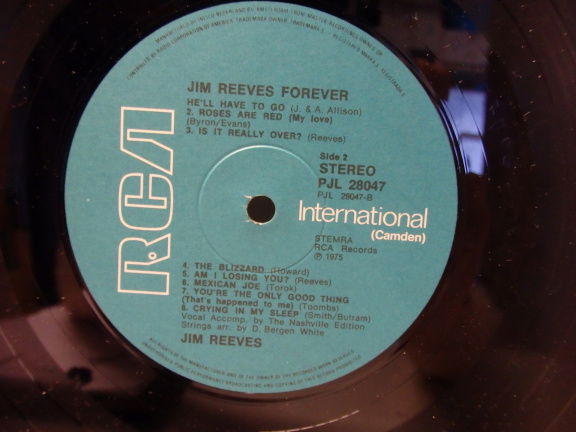 JIM REEVES FOREVER
HE'LL HAVE TO GO (J. & A. Allison)
2. ROSES ARE RED (My love)
(Byron/Evans)
3. IS IT REALLY OVER? (Reeves)
Side 2
STEREO
PJL 28047
PJL 28047-B
RCA
International
(Camden)
STEMRA
RCA Records
℗ 1975
4. THE BLIZZARD (Howard)
5. AM I LOSING YOU? (Reeves)
6. MEXICAN JOE (Torok)
7. YOU'RE THE ONLY GOOD THING
(That's happened to me) (Toombs)
8. CRYING IN MY SLEEP (Smith/Butram)
Vocal Accomp. by The Nashville Edition
Strings arr. by D. Bergen White
JIM REEVES